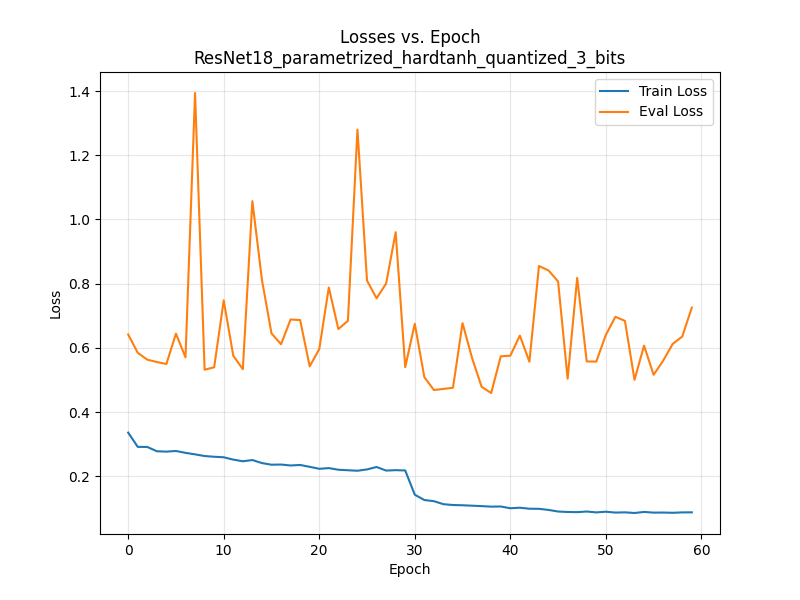 Losses vs. Epoch
ResNet18_parametrized_hardtanh_quantized_3_bits
Train Loss
Eval Loss
1.4
1.2
1.0
0.8
0.6
0.4
0.2
Loss
0 10 20 30 40 50 60
Epoch